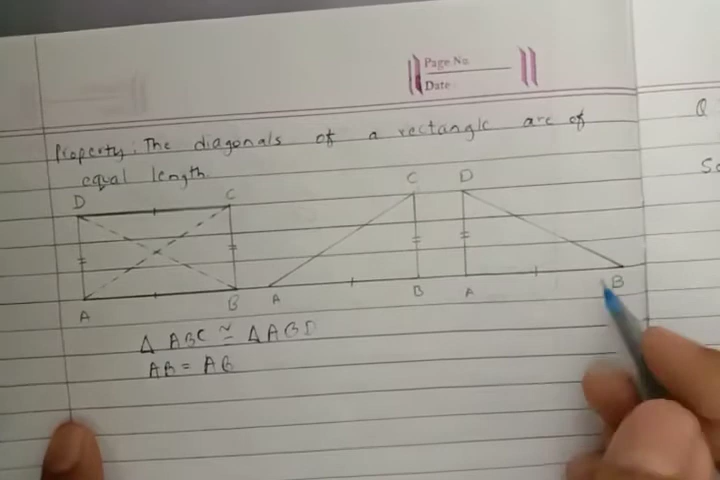 Page No
Date
Property: The diagonals of a rectangle are of
equal length.
D C C D
A B A B A B
Δ ABC ≅ Δ ABD
AB = AB
Q